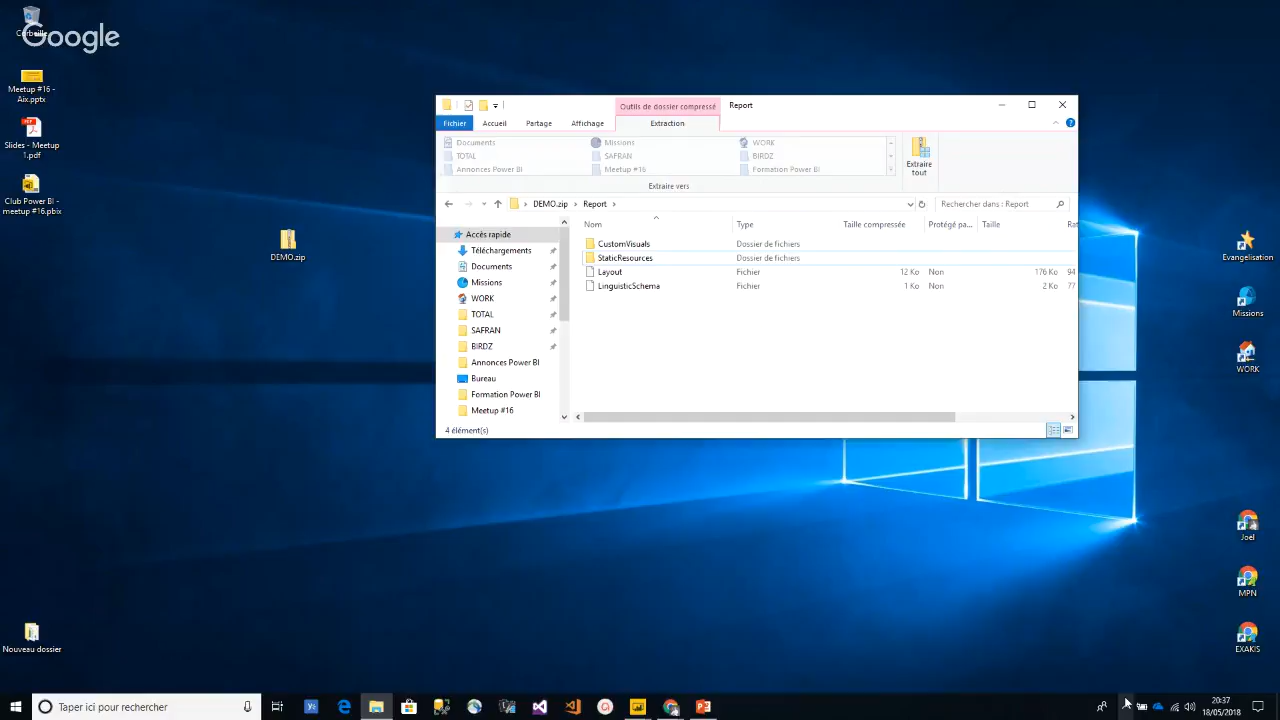 Google
Meetup #16 -
Aix.pptx
Slides - Meetup
1.pdf
Club Power BI -
meetup #16.pbix
Nouveau dossier
DEMO.zip
Outils de dossier compressé
Report
Fichier
Accueil
Partage
Affichage
Extraction
Documents
Missions
WORK
TOTAL
SAFRAN
BIRDZ
Annonces Power BI
Meetup #16
Formation Power BI
Extraire vers
Extraire
tout
DEMO.zip
Report
Rechercher dans : Report
Accès rapide
Téléchargements
Documents
Missions
WORK
TOTAL
SAFRAN
BIRDZ
Annonces Power BI
Bureau
Formation Power BI
Meetup #16
Nom Type Taille compressée Protégé pa... Taille Rat
CustomVisuals Dossier de fichiers
StaticResources Dossier de fichiers
Layout Fichier 12 Ko Non 176 Ko 94
LinguisticSchema Fichier 1 Ko Non 2 Ko 77
4 élément(s)
Evangelisation
Missions
WORK
Joël
MPN
EXAKIS
Taper ici pour rechercher
20:37
18/05/2018